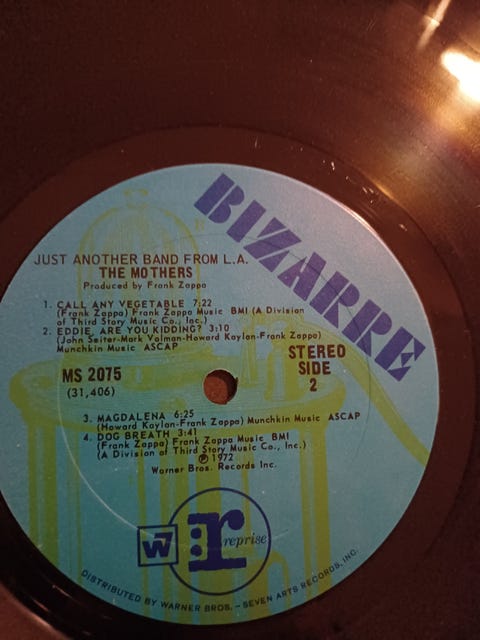 BIZARRE
JUST ANOTHER BAND FROM L.A.
THE MOTHERS
Produced by Frank Zappa
1. CALL ANY VEGETABLE 7:22
(Frank Zappa) Frank Zappa Music BMI (A Division
of Third Story Music Co., Inc.)
2. EDDIE, ARE YOU KIDDING? 3:10
(John Seiter-Mark Volman-Howard Kaylan-Frank Zappa)
Munchkin Music ASCAP
STEREO
SIDE
2
MS 2075
(31,406)
3. MAGDALENA 6:25
(Howard Kaylan-Frank Zappa) Munchkin Music ASCAP
4. DOG BREATH 3:41
(Frank Zappa) Frank Zappa Music BMI
(A Division of Third Story Music Co., Inc.)
℗ 1972
Warner Bros. Records Inc.
W7 r: reprise
DISTRIBUTED BY WARNER BROS. – SEVEN ARTS RECORDS, INC.